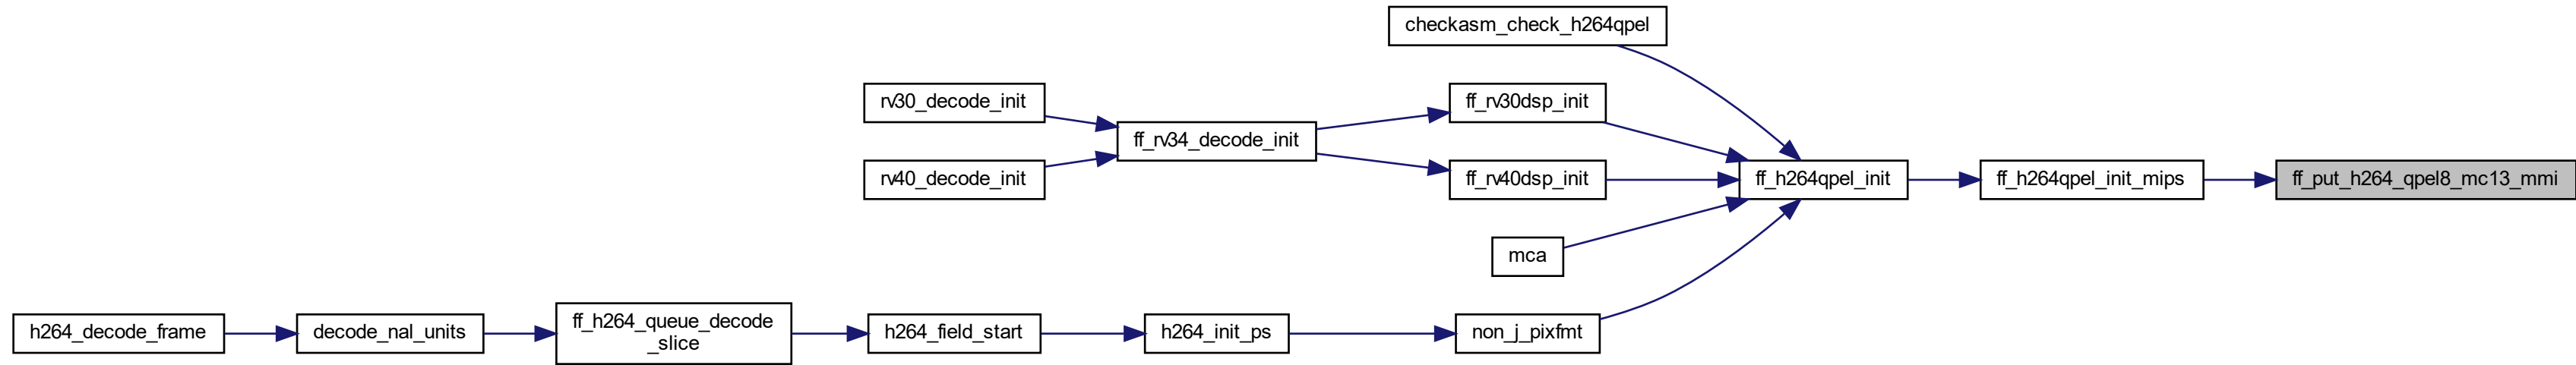 checkasm_check_h264qpel
rv30_decode_init
ff_rv30dsp_init
ff_rv34_decode_init
rv40_decode_init
ff_rv40dsp_init
ff_h264qpel_init
ff_h264qpel_init_mips
ff_put_h264_qpel8_mc13_mmi
mca
h264_decode_frame
decode_nal_units
ff_h264_queue_decode
_slice
h264_field_start
h264_init_ps
non_j_pixfmt